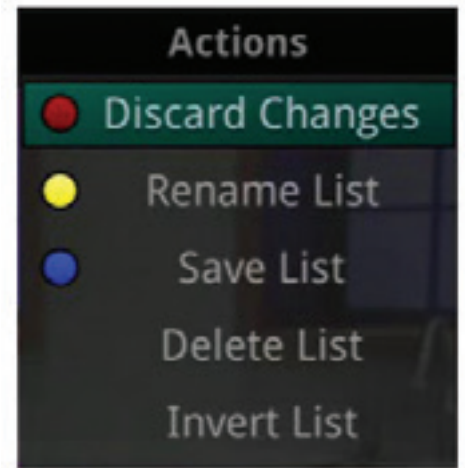 Actions
Discard Changes
Rename List
Save List
Delete List
Invert List